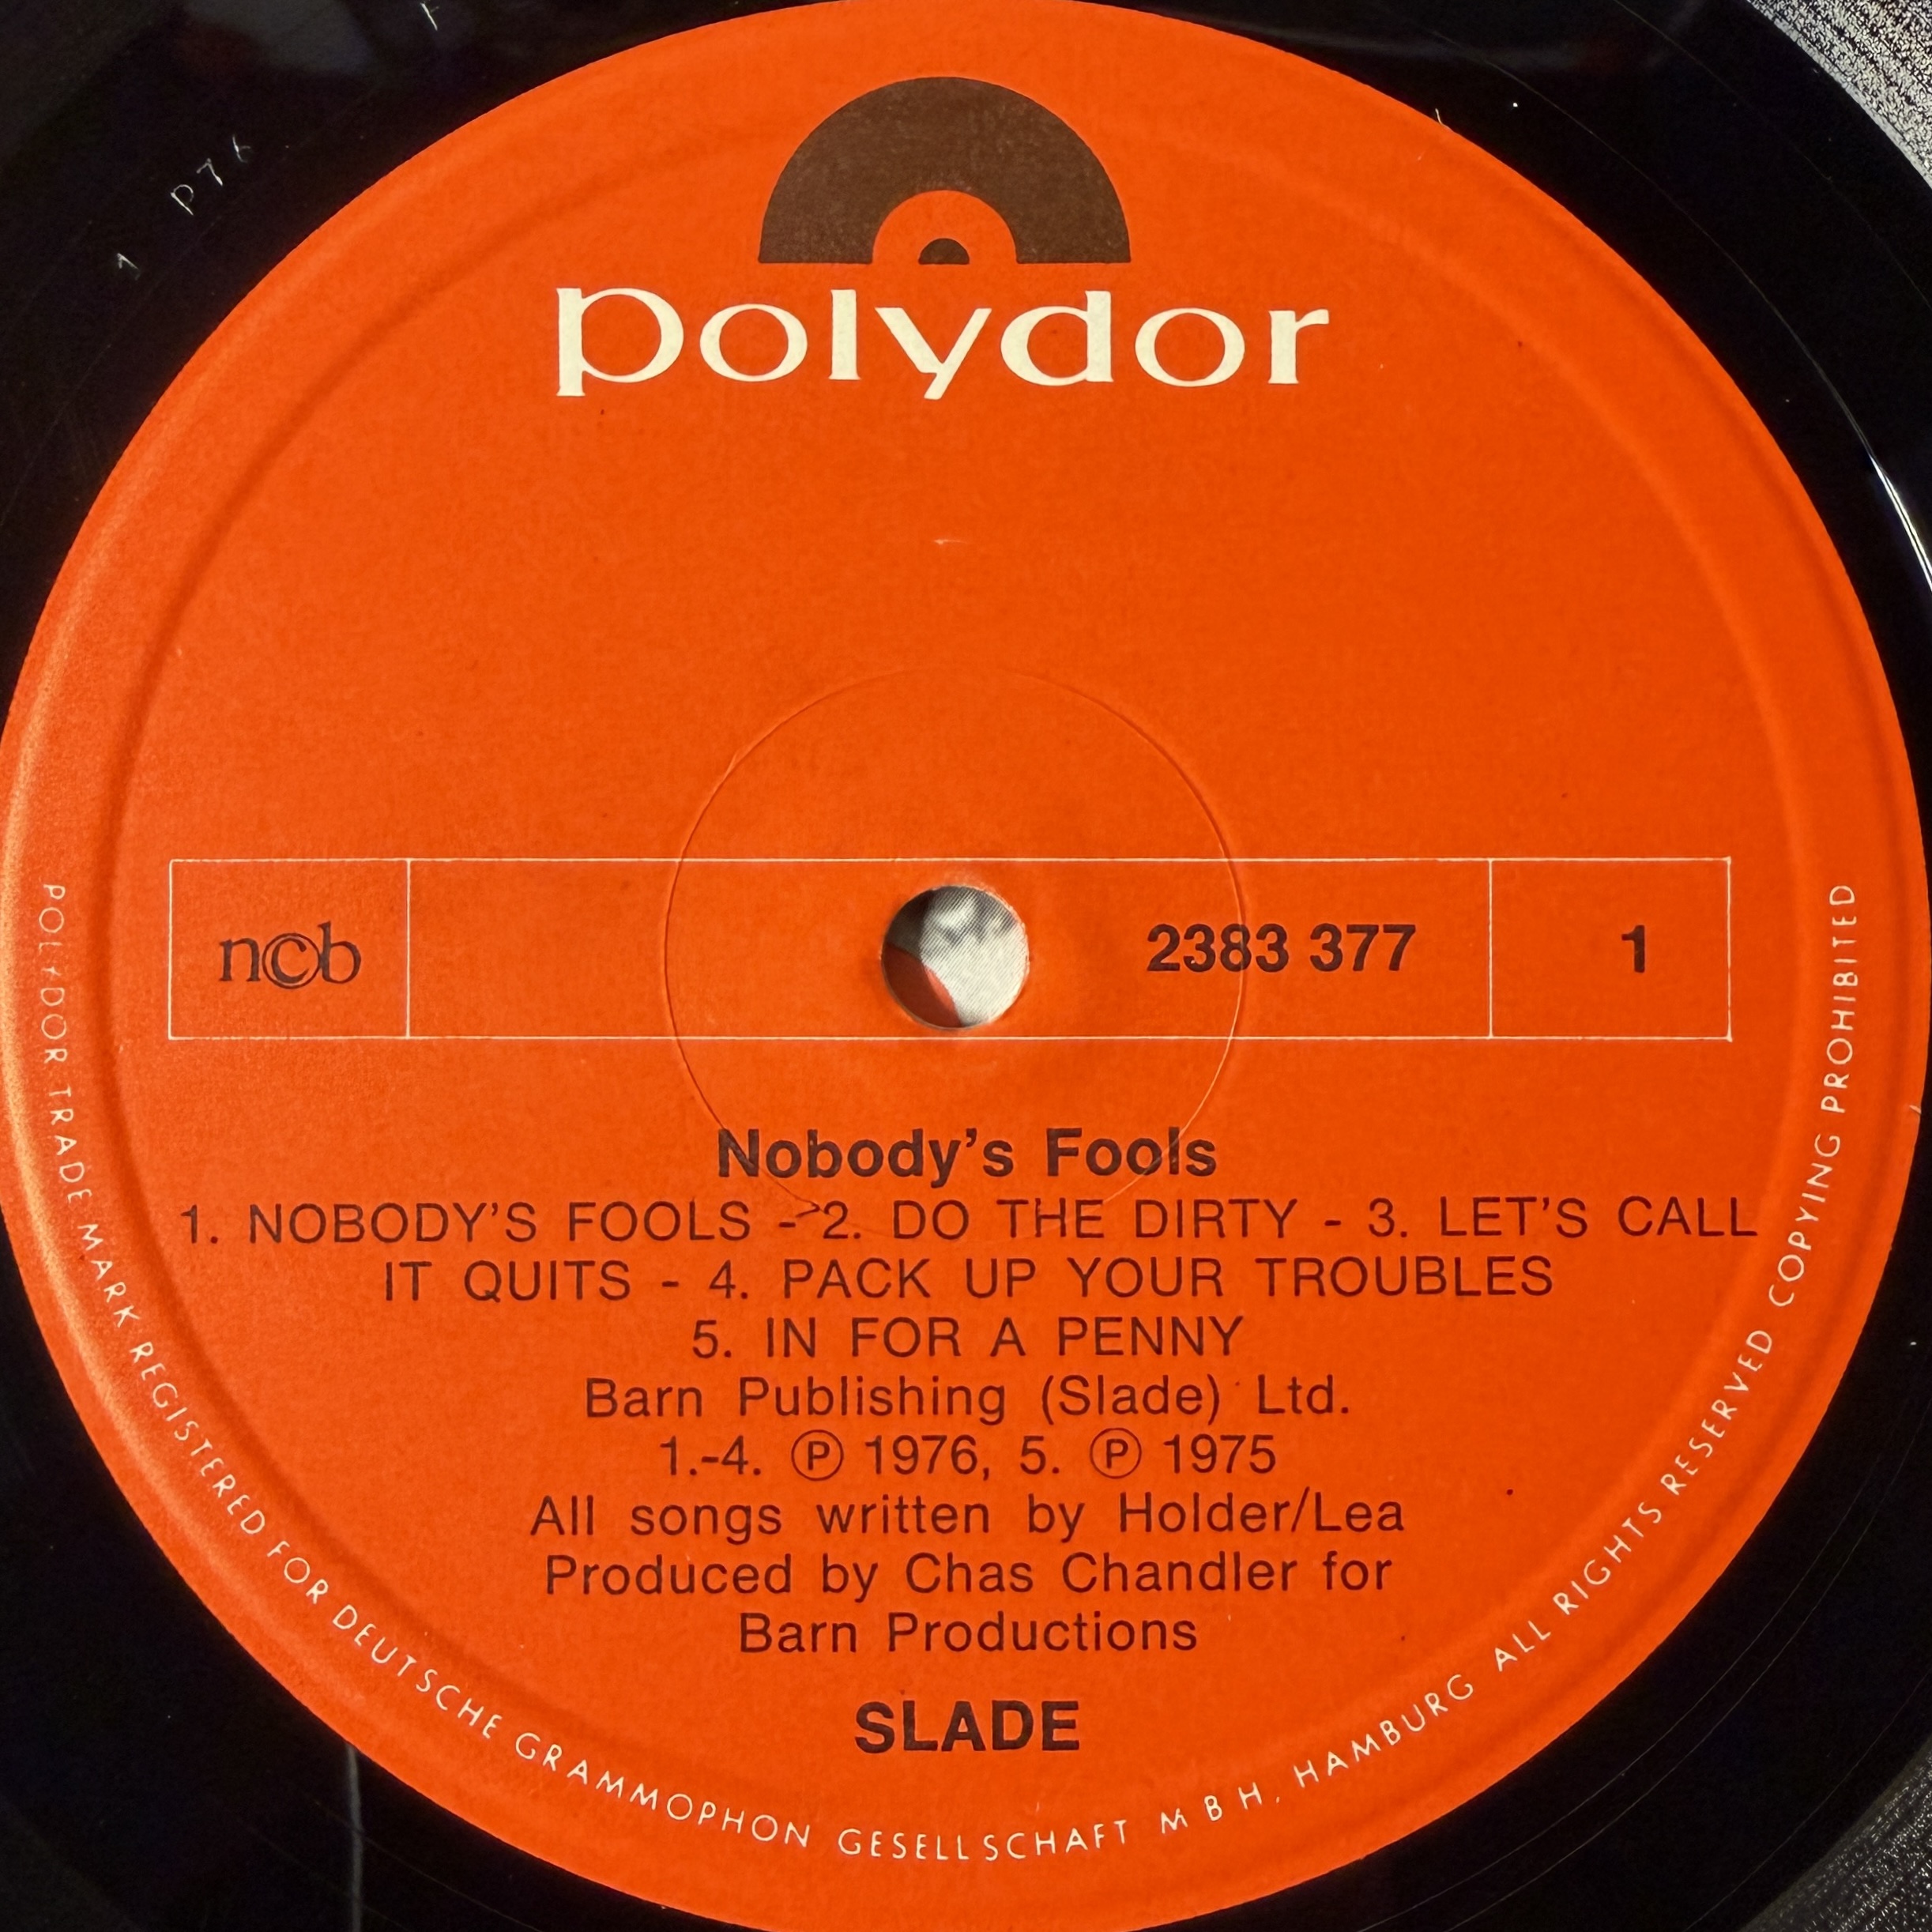 P76
1
polydor
ncb
2383 377
1
Nobody's Fools
1. NOBODY'S FOOLS - 2. DO THE DIRTY - 3. LET'S CALL
IT QUITS - 4. PACK UP YOUR TROUBLES
5. IN FOR A PENNY
Barn Publishing (Slade) Ltd.
1.-4. Ⓟ 1976, 5. Ⓟ 1975
All songs written by Holder/Lea
Produced by Chas Chandler for
Barn Productions
SLADE
POLYDOR TRADE MARK REGISTERED FOR DEUTSCHE GRAMMOPHON GESELLSCHAFT MBH, HAMBURG ALL RIGHTS RESERVED COPYING PROHIBITED